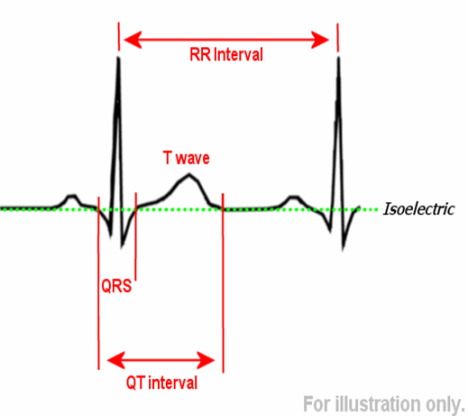 RR Interval
T wave
Isoelectric
QRS
QT interval
For illustration only.